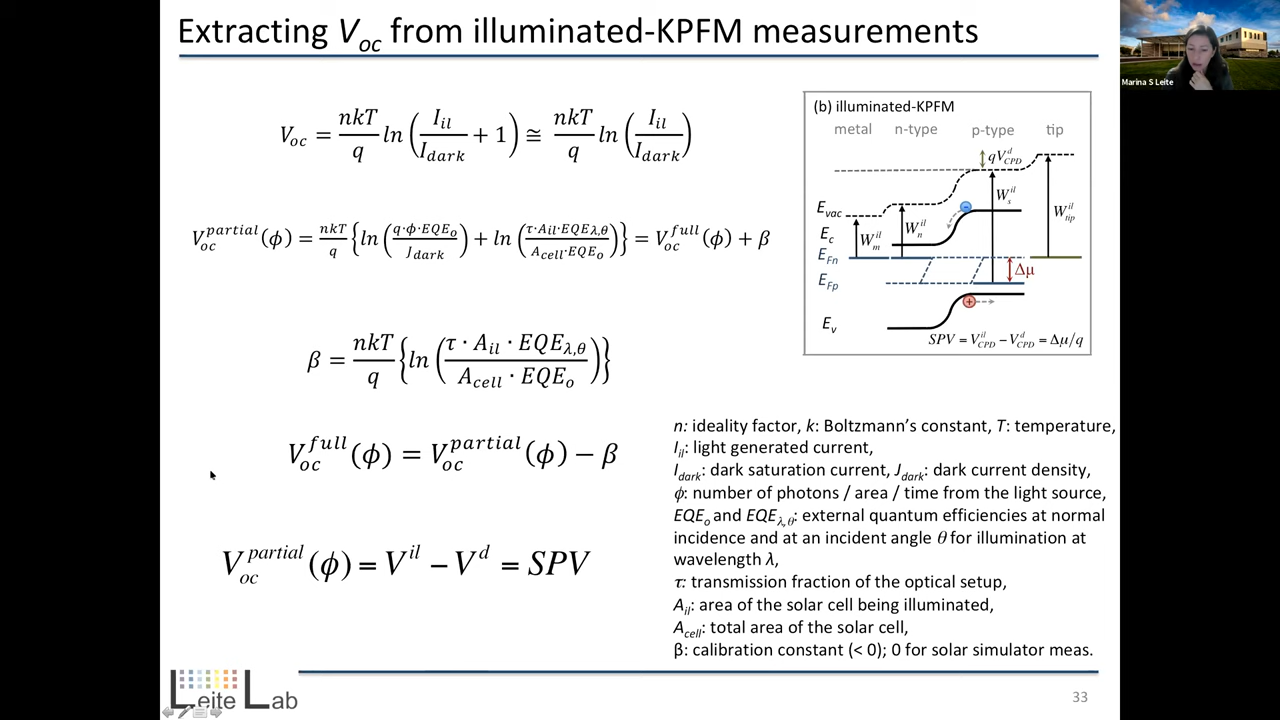 Extracting Voc from illuminated-KPFM measurements
Marina S Leite
V_oc = nkT/q ln(I_il/I_dark + 1) ≅ nkT/q ln(I_il/I_dark)
V_oc^partial(ϕ) = nkT/q {ln(q·ϕ·EQE_o/J_dark) + ln(τ·A_il·EQE_λ,θ/A_cell·EQE_o)} = V_oc^full(ϕ) + β
β = nkT/q {ln(τ · A_il · EQE_λ,θ/A_cell · EQE_o)}
V_oc^full(ϕ) = V_oc^partial(ϕ) − β
V_oc^partial(ϕ) = V^il − V^d = SPV
(b) illuminated-KPFM
metal n-type p-type tip
qV_CPD^d
E_vac
E_c
E_Fn
E_Fp
E_v
W_m^il
W_n^il
W_s^il
W_tip^il
-
Δμ
+
SPV = V_CPD^il − V_CPD^d = Δμ/q
n: ideality factor, k: Boltzmann's constant, T: temperature,
I_il: light generated current,
I_dark: dark saturation current, J_dark: dark current density,
ϕ: number of photons / area / time from the light source,
EQE_o and EQE_λ,θ: external quantum efficiencies at normal
incidence and at an incident angle θ for illumination at
wavelength λ,
τ: transmission fraction of the optical setup,
A_il: area of the solar cell being illuminated,
A_cell: total area of the solar cell,
β: calibration constant (< 0); 0 for solar simulator meas.
Leite Lab
33